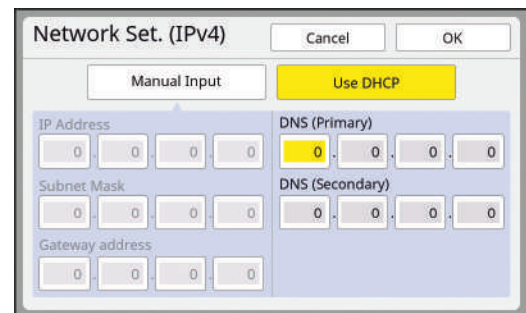 Network Set. (IPv4) Cancel OK
Manual Input Use DHCP
IP Address
0 . 0 . 0 . 0
Subnet Mask
0 . 0 . 0 . 0
Gateway address
0 . 0 . 0 . 0
DNS (Primary)
0 . 0 . 0 . 0
DNS (Secondary)
0 . 0 . 0 . 0